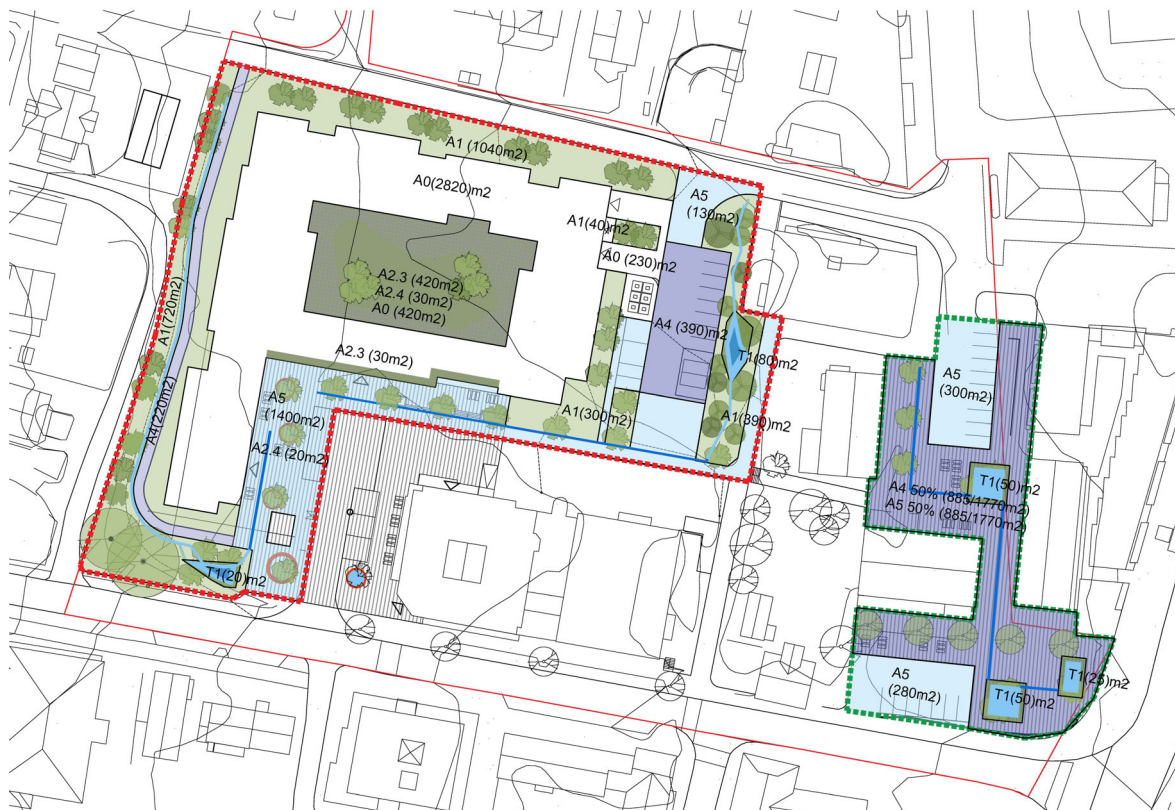 A1 (1040m2)
A0(2820)m2
A5
(130m2)
A1(40)m2
A0 (230)m2
A2.3 (420m2)
A2.4 (30m2)
A0 (420m2)
A1(720m2)
A4(220m2)
A4 (390)m2
T1(80)m2
A2.3 (30m2)
A5
(1400m2)
A2.4 (20m2)
A1(300m2)
A1(390m2)
T1(20)m2
A5
(300m2)
T1(50)m2
A4 50% (885/1770m2)
A5 50% (885/1770m2)
A5
(280m2)
T1(50)m2
T1(25)m2